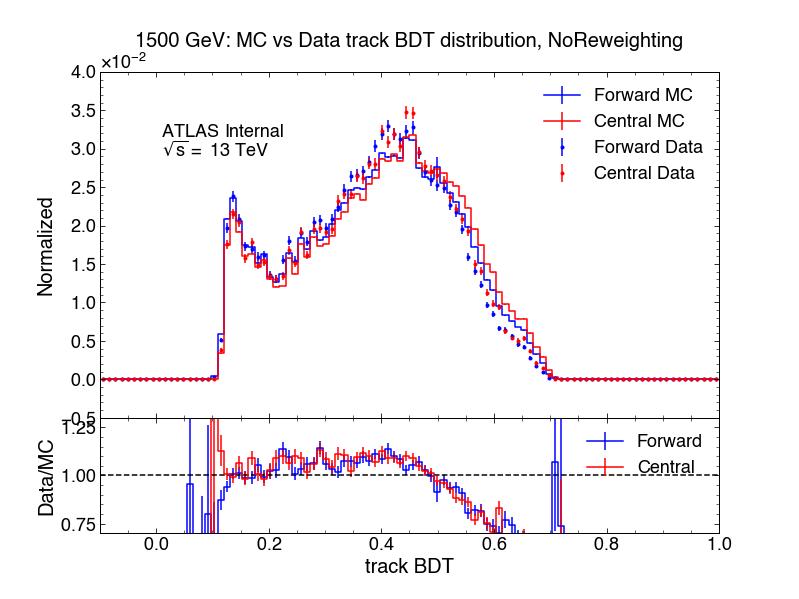 1500 GeV: MC vs Data track BDT distribution, NoReweighting
×10⁻²
4.0
3.5
3.0
2.5
2.0
1.5
1.0
0.5
0.0
−0.5
Normalized
ATLAS Internal
√s = 13 TeV
Forward MC
Central MC
Forward Data
Central Data
1.25
1.00
0.75
Data/MC
Forward
Central
0.0 0.2 0.4 0.6 0.8 1.0
track BDT